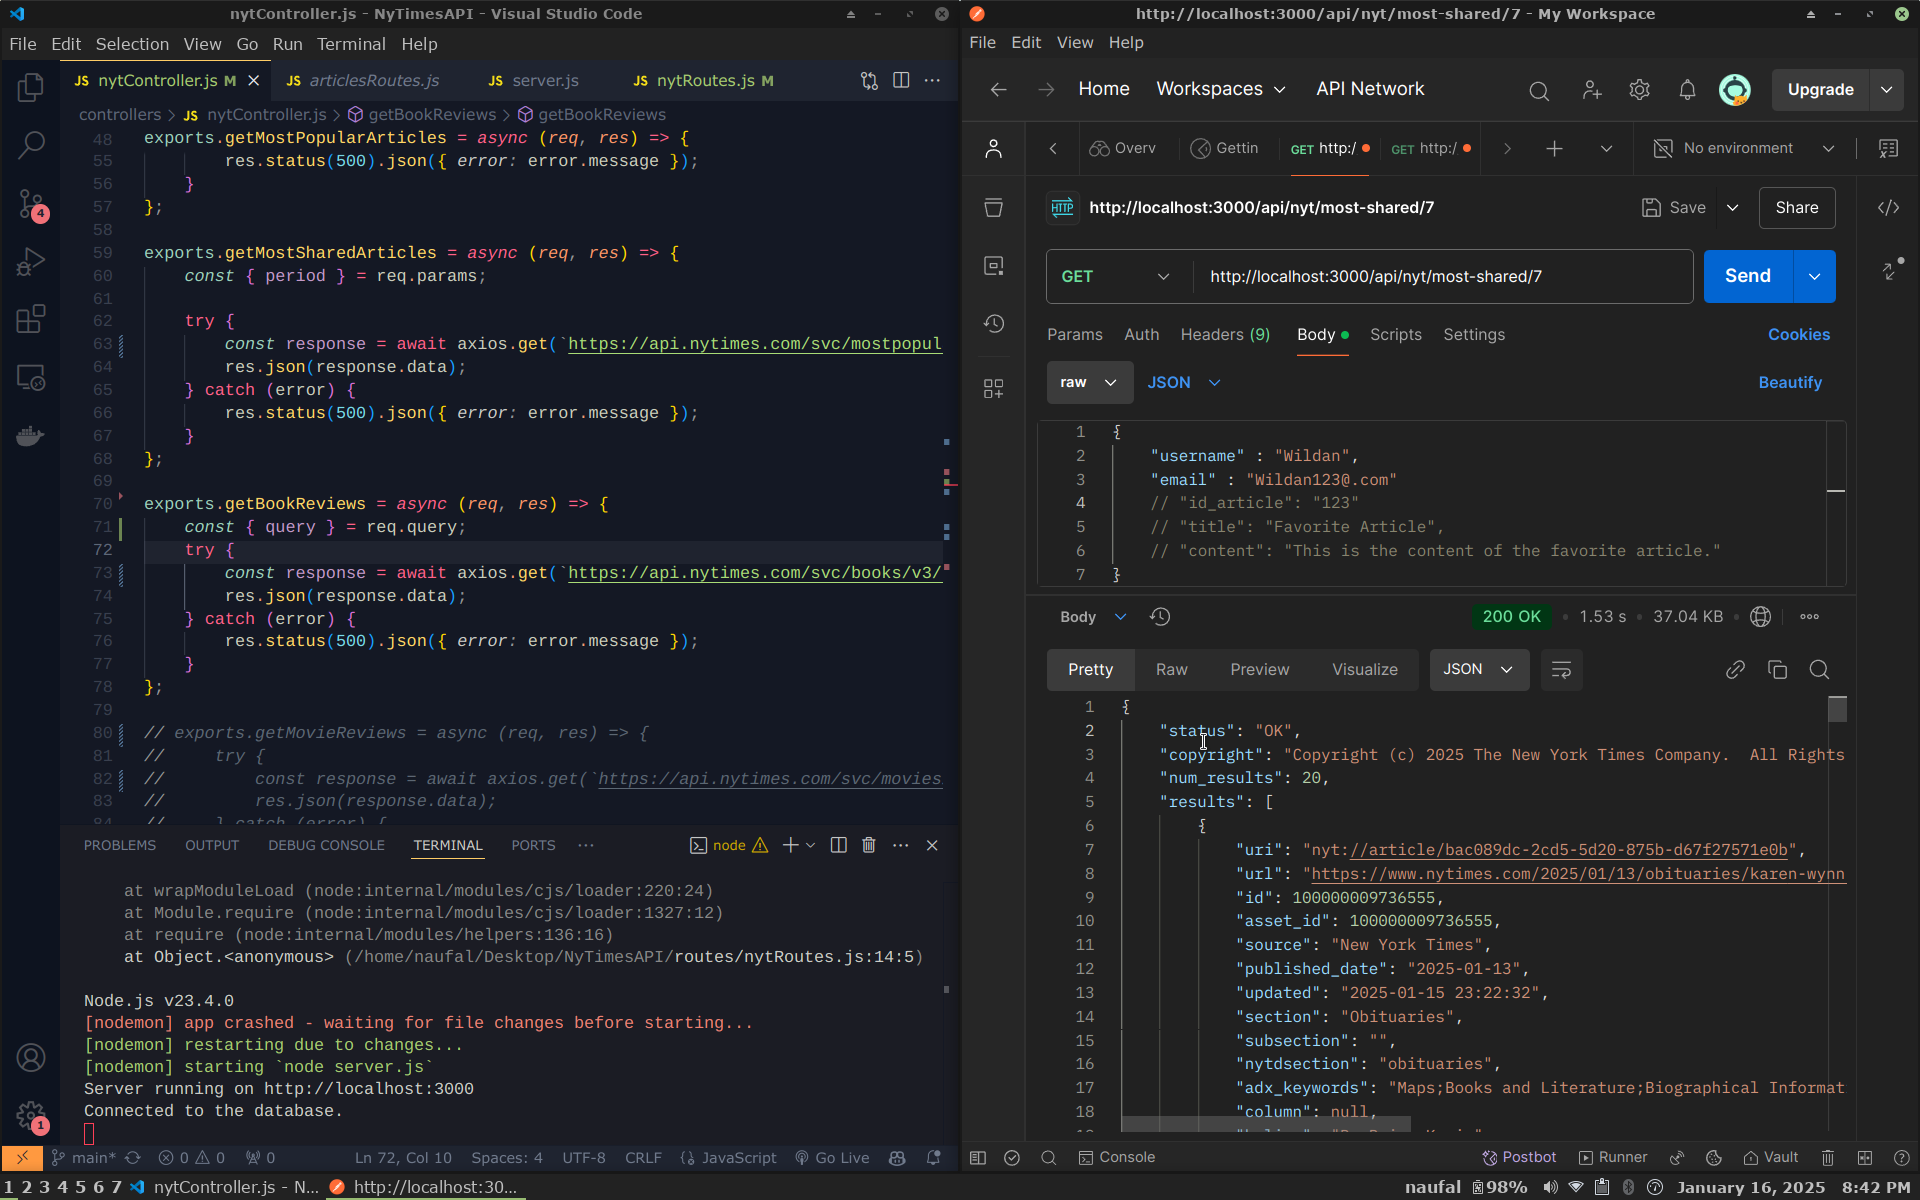 nytController.js - NyTimesAPI - Visual Studio Code
File Edit Selection View Go Run Terminal Help
JS nytController.js M
JS articlesRoutes.js
JS server.js
JS nytRoutes.js M
controllers > JS nytController.js > getBookReviews > getBookReviews
48 exports.getMostPopularArticles = async (req, res) => {
55 res.status(500).json({ error: error.message });
56 }
57 };
58
59 exports.getMostSharedArticles = async (req, res) => {
60 const { period } = req.params;
61
62 try {
63 const response = await axios.get(`https://api.nytimes.com/svc/mostpopul
64 res.json(response.data);
65 } catch (error) {
66 res.status(500).json({ error: error.message });
67 }
68 };
69
70 exports.getBookReviews = async (req, res) => {
71 const { query } = req.query;
72 try {
73 const response = await axios.get(`https://api.nytimes.com/svc/books/v3/
74 res.json(response.data);
75 } catch (error) {
76 res.status(500).json({ error: error.message });
77 }
78 };
79
80 // exports.getMovieReviews = async (req, res) => {
81 // try {
82 // const response = await axios.get(`https://api.nytimes.com/svc/movies
83 // res.json(response.data);
84 // } catch (error) {
4
1
PROBLEMS OUTPUT DEBUG CONSOLE TERMINAL PORTS ··· node
at wrapModuleLoad (node:internal/modules/cjs/loader:220:24)
at Module.require (node:internal/modules/cjs/loader:1327:12)
at require (node:internal/modules/helpers:136:16)
at Object.<anonymous> (/home/naufal/Desktop/NyTimesAPI/routes/nytRoutes.js:14:5)
Node.js v23.4.0
[nodemon] app crashed - waiting for file changes before starting...
[nodemon] restarting due to changes...
[nodemon] starting `node server.js`
Server running on http://localhost:3000
Connected to the database.
main* 0 0 0 Ln 72, Col 10 Spaces: 4 UTF-8 CRLF {} JavaScript Go Live
http://localhost:3000/api/nyt/most-shared/7 - My Workspace
File Edit View Help
Home Workspaces API Network Upgrade
Overv Gettin GET http:/ GET http:/ No environment
HTTP http://localhost:3000/api/nyt/most-shared/7 Save Share
GET http://localhost:3000/api/nyt/most-shared/7 Send
Params Auth Headers (9) Body Scripts Settings Cookies
raw JSON Beautify
1 {
2 "username" : "Wildan",
3 "email" : "Wildan123@.com"
4 // "id_article": "123"
5 // "title": "Favorite Article",
6 // "content": "This is the content of the favorite article."
7 }
Body 200 OK 1.53 s 37.04 KB
Pretty Raw Preview Visualize JSON
1 {
2 "status": "OK",
3 "copyright": "Copyright (c) 2025 The New York Times Company.  All Rights
4 "num_results": 20,
5 "results": [
6 {
7 "uri": "nyt://article/bac089dc-2cd5-5d20-875b-d67f27571e0b",
8 "url": "https://www.nytimes.com/2025/01/13/obituaries/karen-wynn
9 "id": 100000009736555,
10 "asset_id": 100000009736555,
11 "source": "New York Times",
12 "published_date": "2025-01-13",
13 "updated": "2025-01-15 23:22:32",
14 "section": "Obituaries",
15 "subsection": "",
16 "nytdsection": "obituaries",
17 "adx_keywords": "Maps;Books and Literature;Biographical Informat
18 "column": null,
Console Postbot Runner Vault
1 2 3 4 5 6 7 nytController.js - N... http://localhost:30... naufal 98% January 16, 2025 8:42 PM